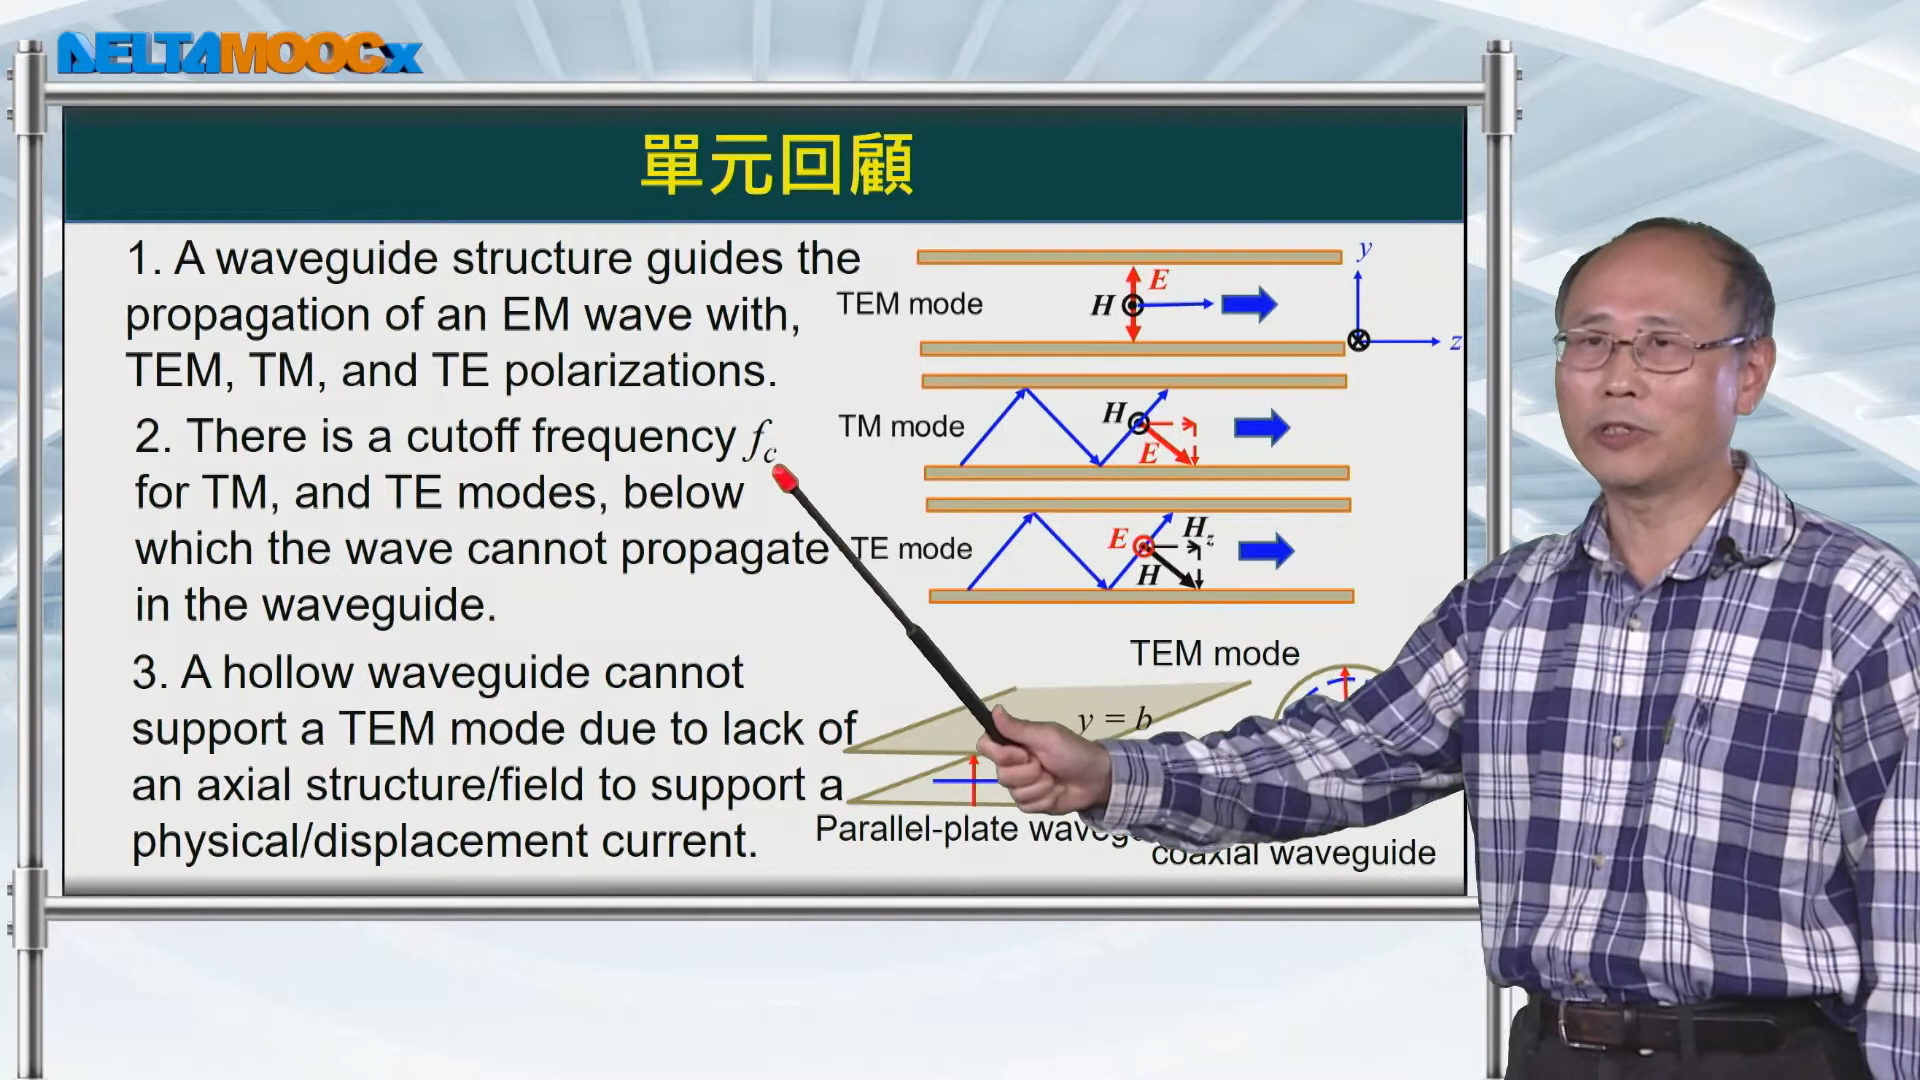 DELTAMOOCx
單元回顧
1. A waveguide structure guides the
propagation of an EM wave with,
TEM, TM, and TE polarizations.
2. There is a cutoff frequency fc
for TM, and TE modes, below
which the wave cannot propagate
in the waveguide.
3. A hollow waveguide cannot
support a TEM mode due to lack of
an axial structure/field to support a
physical/displacement current.
TEM mode
E
H
y
z
TM mode
H
E
TE mode
E
Hz
H
TEM mode
y = b
Parallel-plate
coaxial waveguide